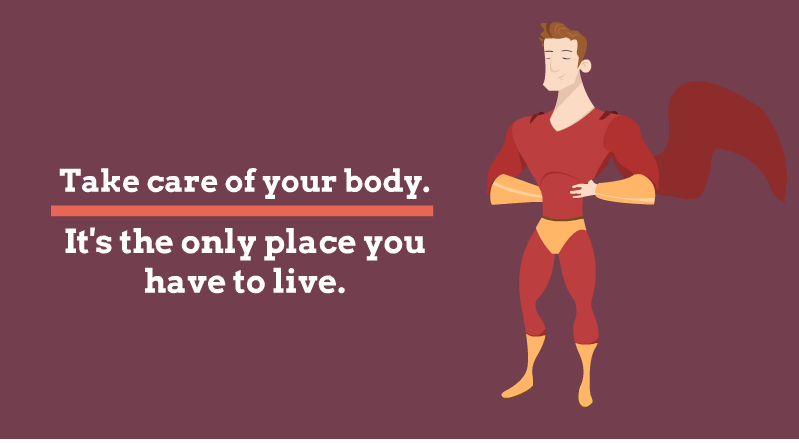 Take care of your body.
It's the only place you
have to live.